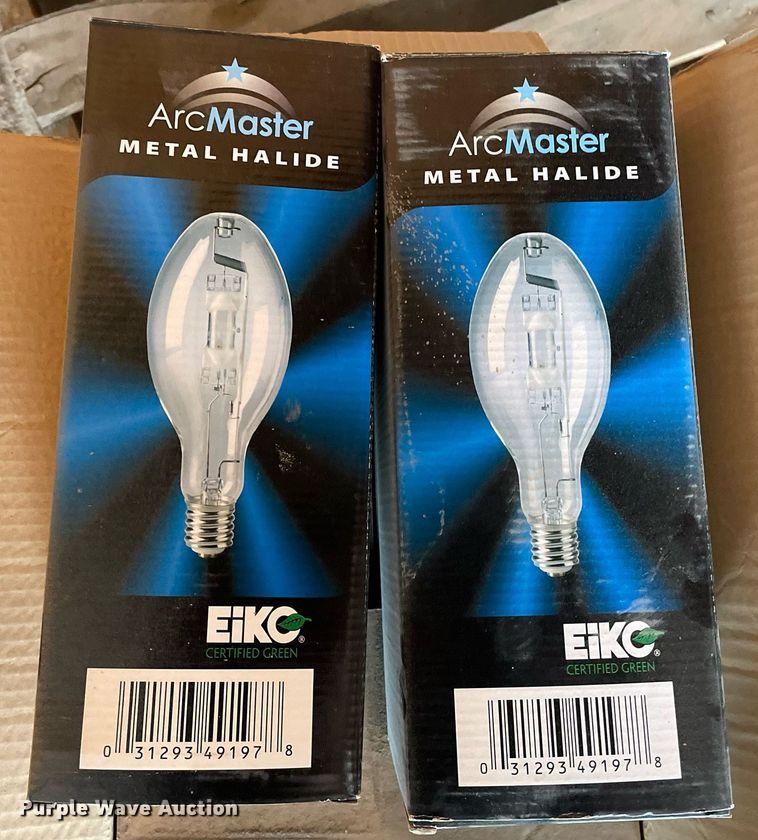 ArcMaster
METAL HALIDE
EiKO®
CERTIFIED GREEN
0 31293 49197 8
ArcMaster
METAL HALIDE
EiKO®
CERTIFIED GREEN
0 31293 49197 8
Purple Wave Auction